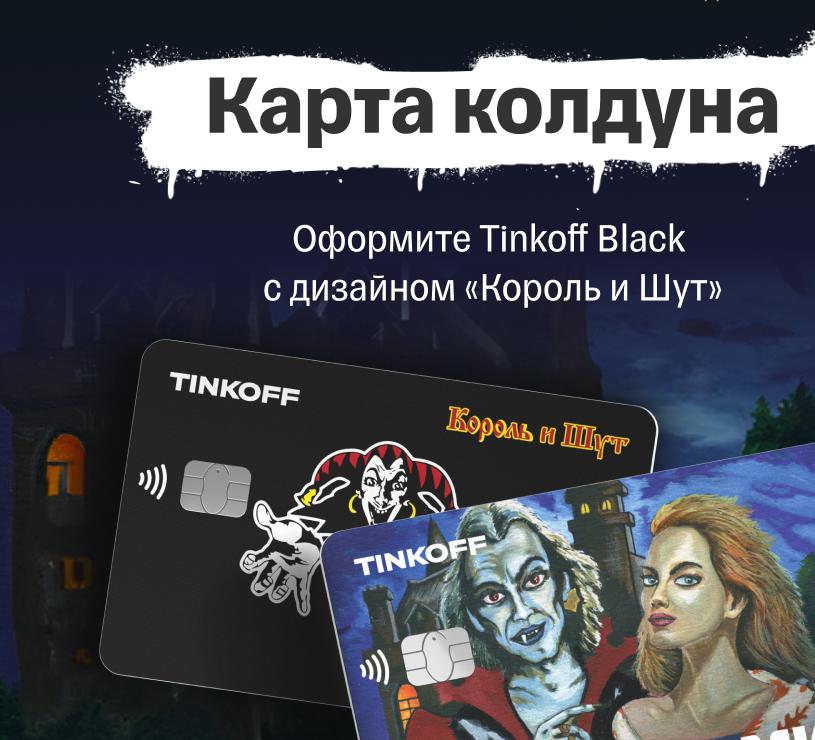 Карта колдуна
Оформите Tinkoff Black
с дизайном «Король и Шут»
TINKOFF
Король и Шут
TINKOFF